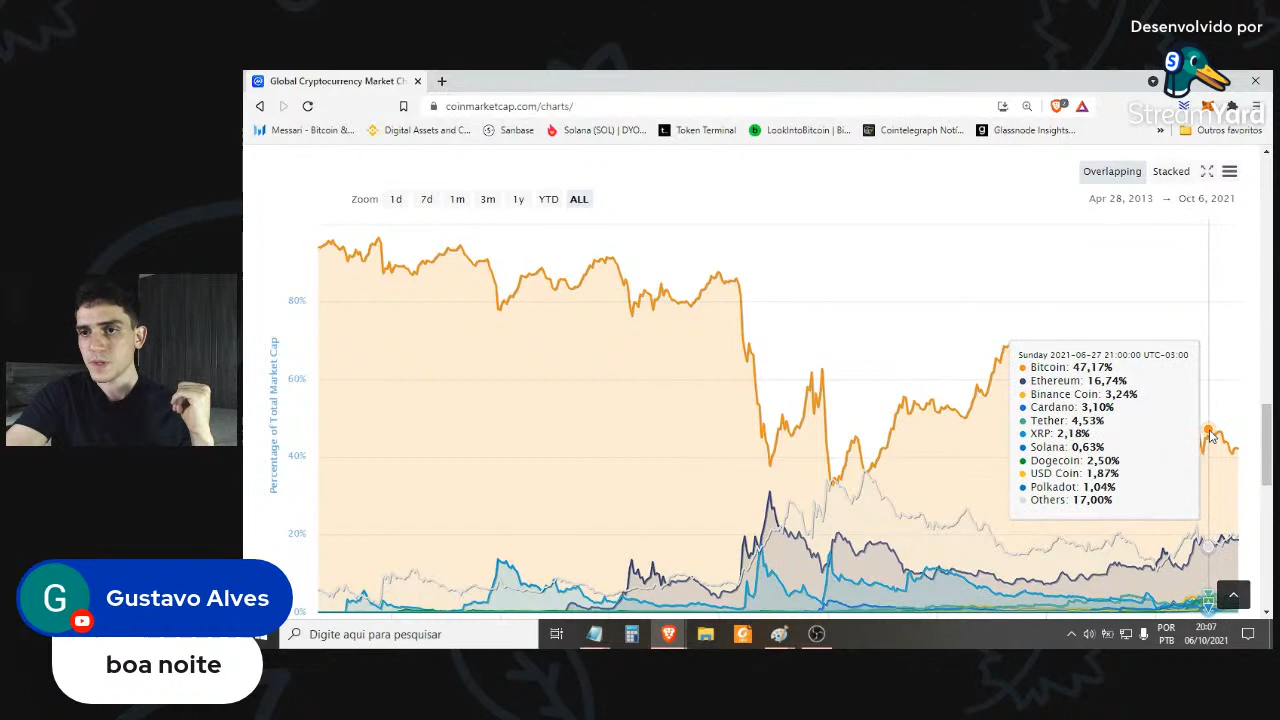 Desenvolvido por
S
StreamYard
Global Cryptocurrency Market Ch
coinmarketcap.com/charts/
2
Messari - Bitcoin &...
Digital Assets and C...
Sanbase
Solana (SOL) | DYO...
Token Terminal
LookIntoBitcoin | Bi...
Cointelegraph Notí...
Glassnode Insights...
»
Outros favoritos
Overlapping
Stacked
Zoom 1d 7d 1m 3m 1y YTD ALL
Apr 28, 2013 → Oct 6, 2021
Percentage of Total Market Cap
80%
60%
40%
20%
0%
Sunday 2021-06-27 21:00:00 UTC-03:00
Bitcoin: 47,17%
Ethereum: 16,74%
Binance Coin: 3,24%
Cardano: 3,10%
Tether: 4,53%
XRP: 2,18%
Solana: 0,63%
Dogecoin: 2,50%
USD Coin: 1,87%
Polkadot: 1,04%
Others: 17,00%
G
Gustavo Alves
boa noite
Digite aqui para pesquisar
POR
PTB
20:07
06/10/2021